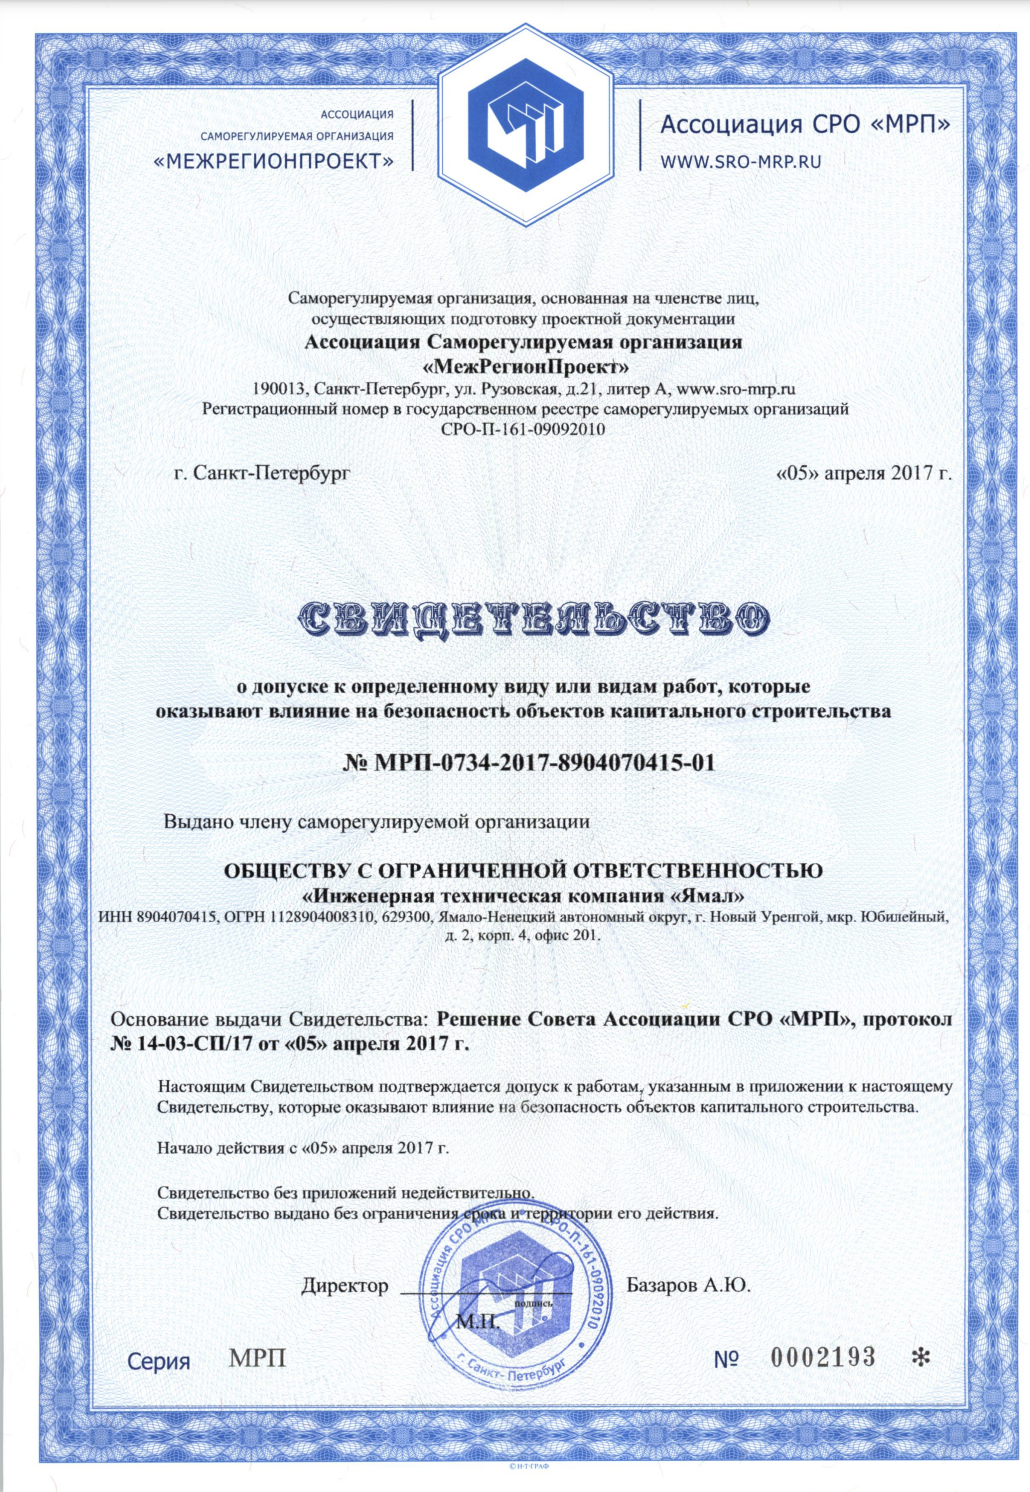 АССОЦИАЦИЯ
САМОРЕГУЛИРУЕМАЯ ОРГАНИЗАЦИЯ
«МЕЖРЕГИОНПРОЕКТ»
Ассоциация СРО «МРП»
WWW.SRO-MRP.RU
Саморегулируемая организация, основанная на членстве лиц,
осуществляющих подготовку проектной документации
Ассоциация Саморегулируемая организация
«МежРегионПроект»
190013, Санкт-Петербург, ул. Рузовская, д.21, литер А, www.sro-mrp.ru
Регистрационный номер в государственном реестре саморегулируемых организаций
СРО-П-161-09092010
г. Санкт-Петербург «05» апреля 2017 г.
СВИДЕТЕЛЬСТВО
о допуске к определенному виду или видам работ, которые
оказывают влияние на безопасность объектов капитального строительства
№ МРП-0734-2017-8904070415-01
Выдано члену саморегулируемой организации
ОБЩЕСТВУ С ОГРАНИЧЕННОЙ ОТВЕТСТВЕННОСТЬЮ
«Инженерная техническая компания «Ямал»
ИНН 8904070415, ОГРН 1128904008310, 629300, Ямало-Ненецкий автономный округ, г. Новый Уренгой, мкр. Юбилейный,
д. 2, корп. 4, офис 201.
Основание выдачи Свидетельства: Решение Совета Ассоциации СРО «МРП», протокол
№ 14-03-СП/17 от «05» апреля 2017 г.
Настоящим Свидетельством подтверждается допуск к работам, указанным в приложении к настоящему
Свидетельству, которые оказывают влияние на безопасность объектов капитального строительства.
Начало действия с «05» апреля 2017 г.
Свидетельство без приложений недействительно.
Свидетельство выдано без ограничения срока и территории его действия.
Ассоциация СРО МРП • СРО-П-161-09092010
Директор Базаров А.Ю.
подпись
М.П.
г. Санкт-Петербург
Серия МРП № 0002193 *
© Н-Т-ГРАФ